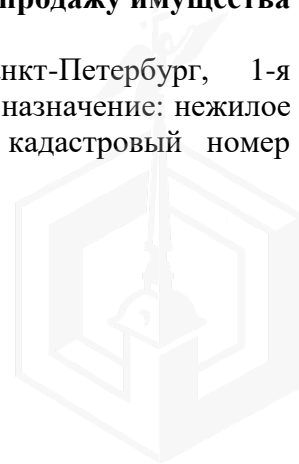 продажу имущества
нкт-Петербург, 1-я
назначение: нежилое
кадастровый номер